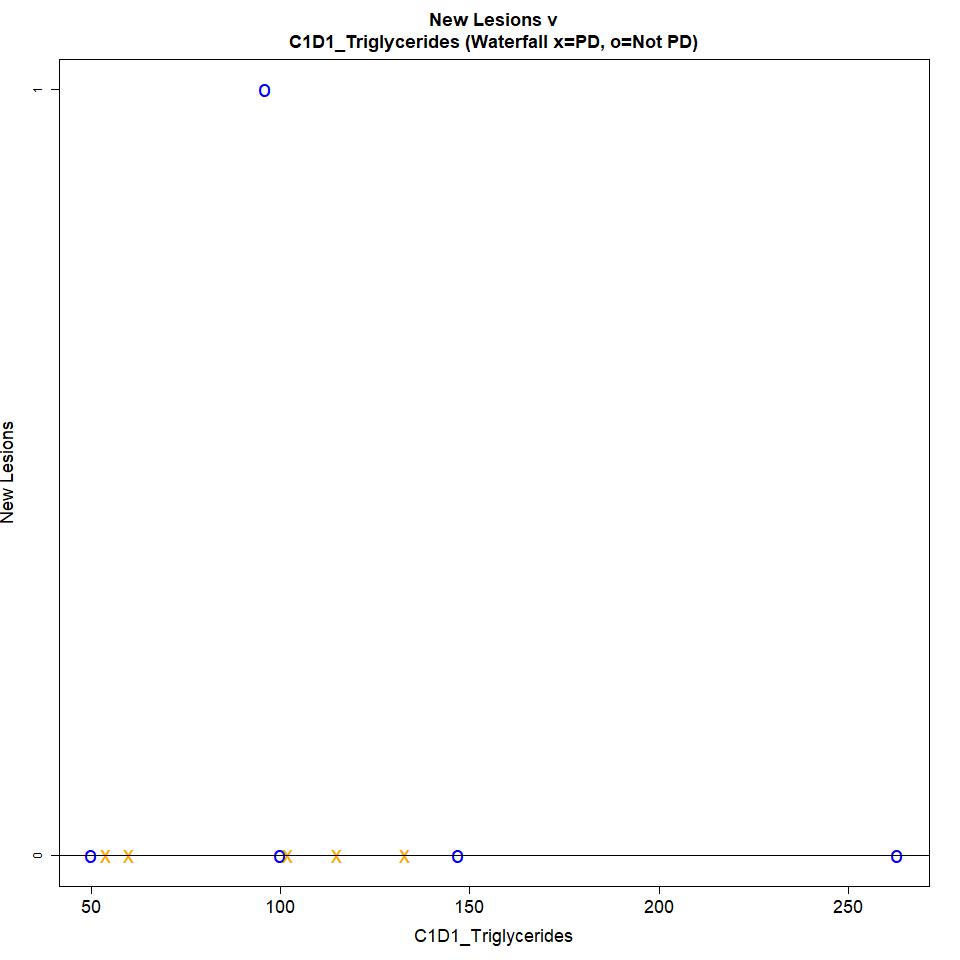 New Lesions v
C1D1_Triglycerides (Waterfall x=PD, o=Not PD)
New Lesions
1
0
o
o x x o x x x o o
50 100 150 200 250
C1D1_Triglycerides